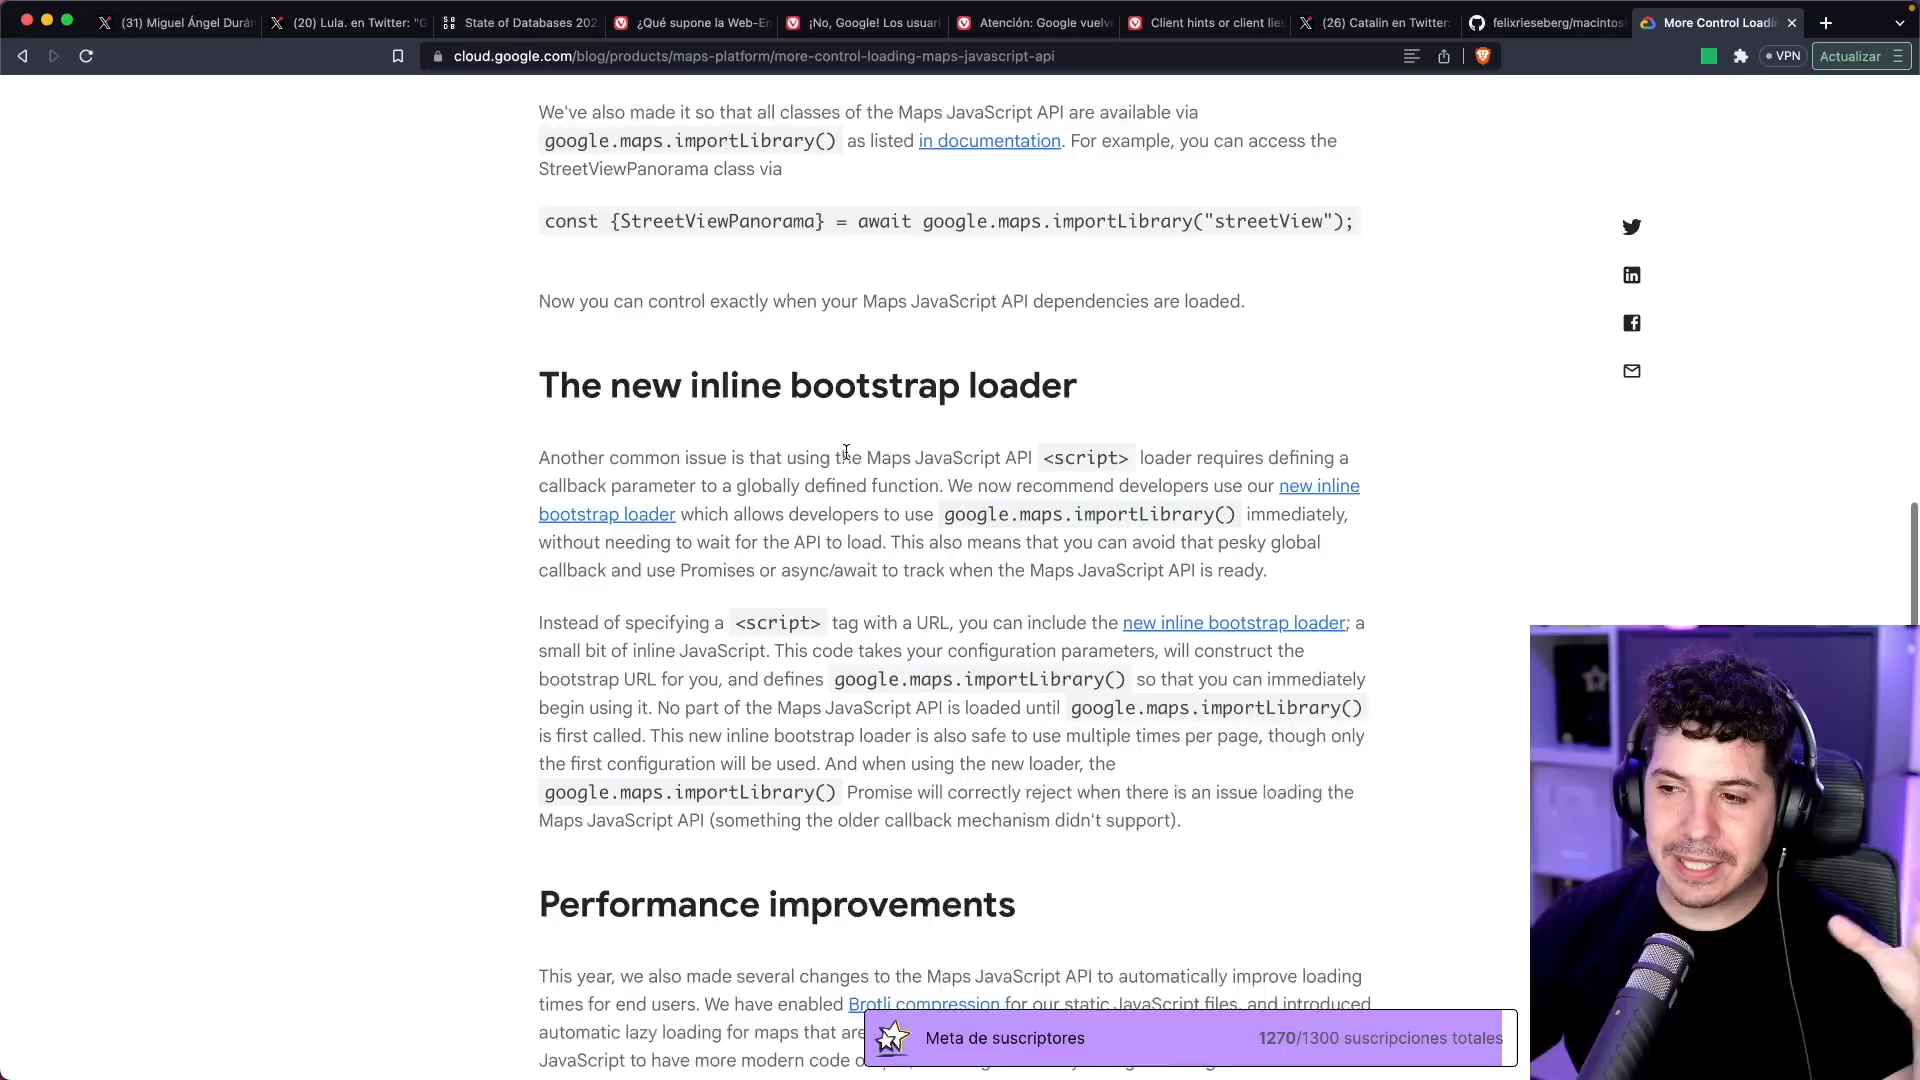 (31) Miguel Ángel Durán
(20) Lula. en Twitter: "G
State of Databases 202
¿Qué supone la Web-En
¡No, Google! Los usuari
Atención: Google vuelve
Client hints or client lies
(26) Catalin en Twitter:
felixrieseberg/macintosh
More Control Loadin
cloud.google.com/blog/products/maps-platform/more-control-loading-maps-javascript-api
VPN
Actualizar
We've also made it so that all classes of the Maps JavaScript API are available via
google.maps.importLibrary() as listed in documentation. For example, you can access the
StreetViewPanorama class via
const {StreetViewPanorama} = await google.maps.importLibrary("streetView");
Now you can control exactly when your Maps JavaScript API dependencies are loaded.
The new inline bootstrap loader
Another common issue is that using the Maps JavaScript API <script> loader requires defining a
callback parameter to a globally defined function. We now recommend developers use our new inline
bootstrap loader which allows developers to use google.maps.importLibrary() immediately,
without needing to wait for the API to load. This also means that you can avoid that pesky global
callback and use Promises or async/await to track when the Maps JavaScript API is ready.
Instead of specifying a <script> tag with a URL, you can include the new inline bootstrap loader; a
small bit of inline JavaScript. This code takes your configuration parameters, will construct the
bootstrap URL for you, and defines google.maps.importLibrary() so that you can immediately
begin using it. No part of the Maps JavaScript API is loaded until google.maps.importLibrary()
is first called. This new inline bootstrap loader is also safe to use multiple times per page, though only
the first configuration will be used. And when using the new loader, the
google.maps.importLibrary() Promise will correctly reject when there is an issue loading the
Maps JavaScript API (something the older callback mechanism didn't support).
Performance improvements
This year, we also made several changes to the Maps JavaScript API to automatically improve loading
times for end users. We have enabled Brotli compression for our static JavaScript files, and introduced
automatic lazy loading for maps that are
JavaScript to have more modern code
Meta de suscriptores
1270/1300 suscripciones totales